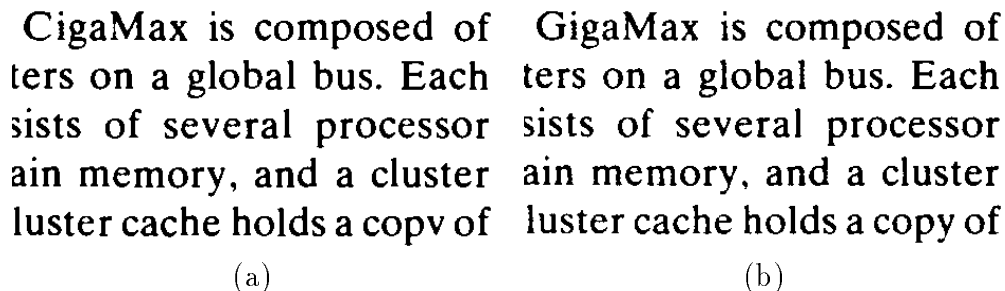 CigaMax is composed of
ters on a global bus. Each
sists of several processor
ain memory, and a cluster
luster cache holds a copv of
(a)
GigaMax is composed of
ters on a global bus. Each
sists of several processor
ain memory, and a cluster
luster cache holds a copy of
(b)